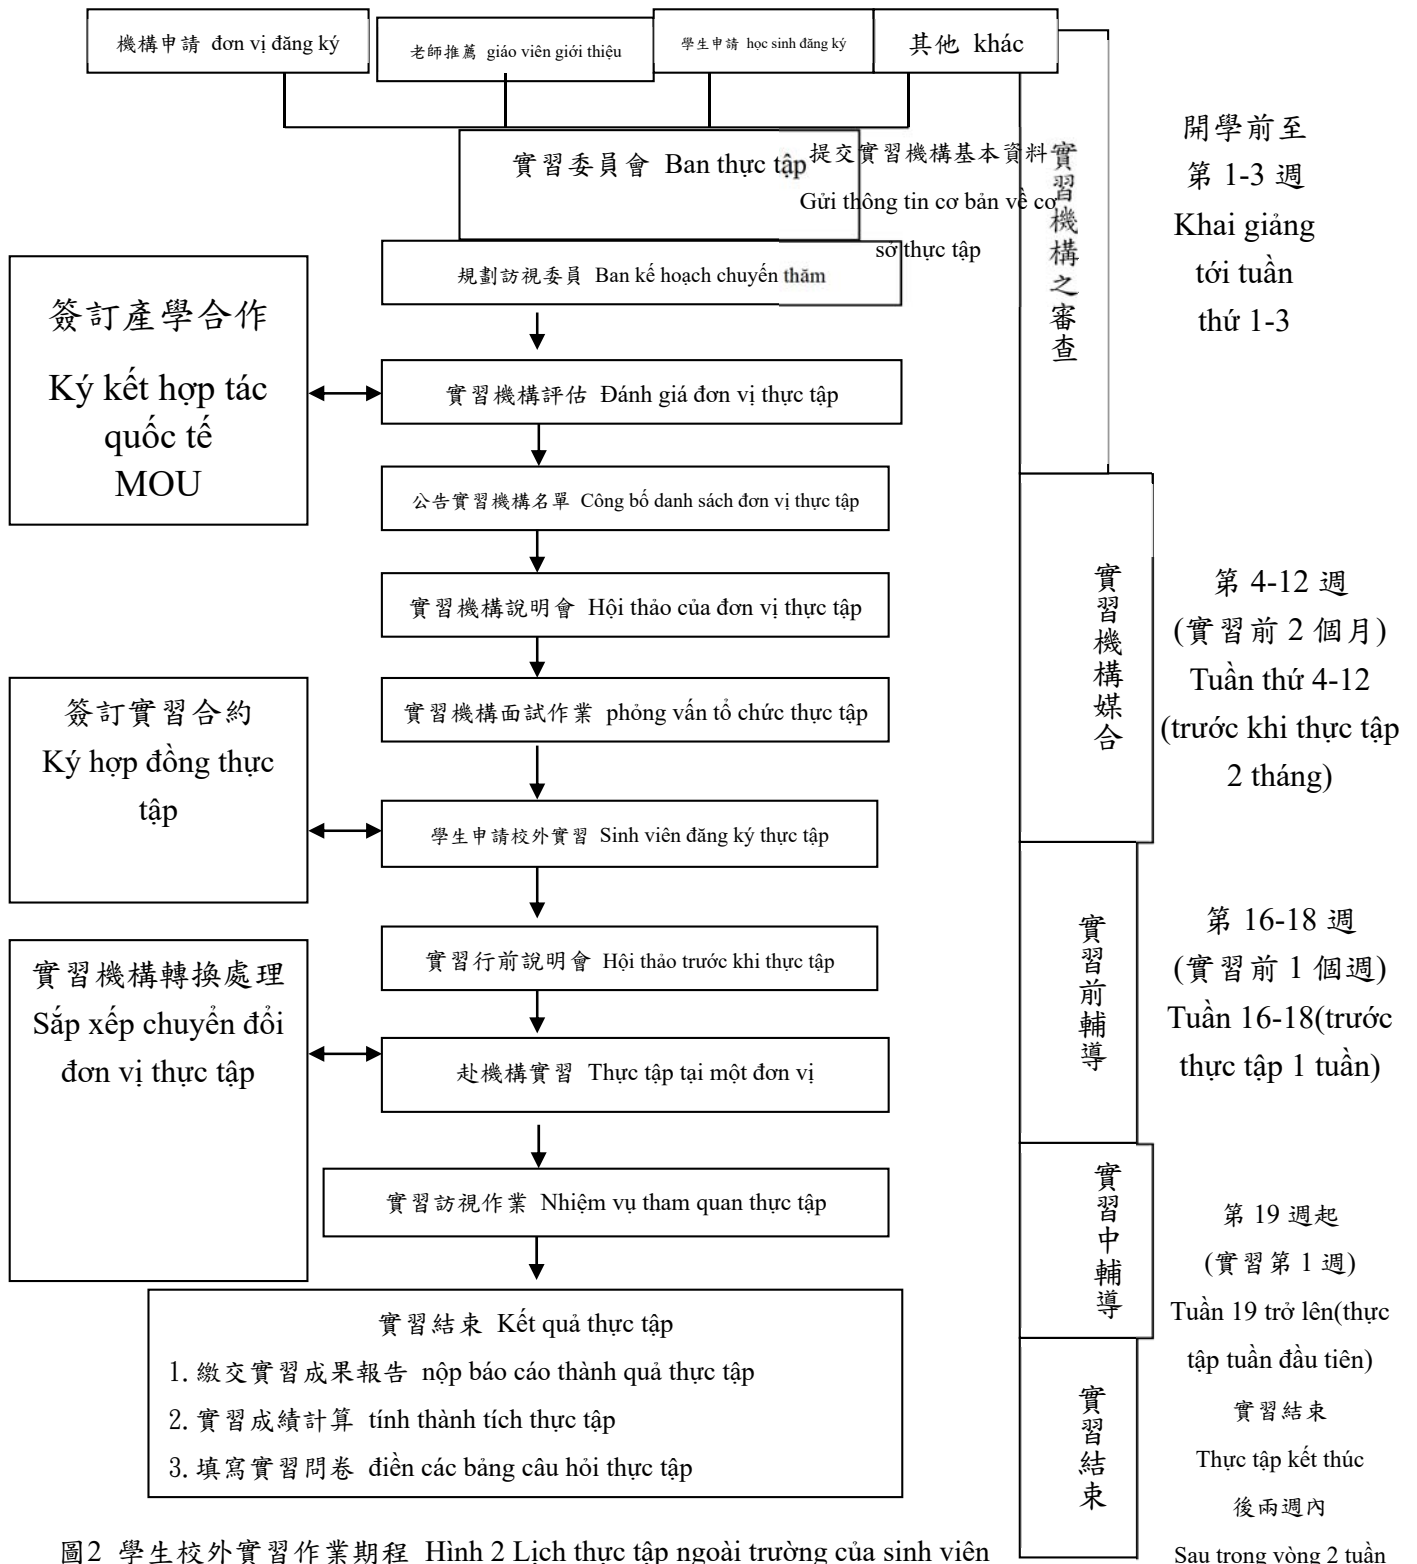 機構申請 đơn vị đăng ký
老師推薦 giáo viên giới thiệu
學生申請 học sinh đăng ký
其他 khác
實習委員會 Ban thực tập
提交實習機構基本資料
Gửi thông tin cơ bản về cơ
sở thực tập
規劃訪視委員 Ban kế hoạch chuyến thăm
簽訂產學合作
Ký kết hợp tác
quốc tế
MOU
實習機構評估 Đánh giá đơn vị thực tập
公告實習機構名單 Công bố danh sách đơn vị thực tập
實習機構說明會 Hội thảo của đơn vị thực tập
實習機構面試作業 phỏng vấn tổ chức thực tập
簽訂實習合約
Ký hợp đồng thực
tập
學生申請校外實習 Sinh viên đăng ký thực tập
實習行前說明會 Hội thảo trước khi thực tập
實習機構轉換處理
Sắp xếp chuyển đổi
đơn vị thực tập
赴機構實習 Thực tập tại một đơn vị
實習訪視作業 Nhiệm vụ tham quan thực tập
實習結束 Kết quả thực tập
1.繳交實習成果報告 nộp báo cáo thành quả thực tập
2.實習成績計算 tính thành tích thực tập
3.填寫實習問卷 điền các bảng câu hỏi thực tập
實習機構之審查
開學前至
第 1-3 週
Khai giảng
tới tuần
thứ 1-3
實習機構媒合
第 4-12 週
(實習前 2 個月)
Tuần thứ 4-12
(trước khi thực tập
2 tháng)
實習前輔導
第 16-18 週
(實習前 1 個週)
Tuần 16-18(trước
thực tập 1 tuần)
實習中輔導
第 19 週起
(實習第 1 週)
Tuần 19 trở lên(thực
tập tuần đầu tiên)
實習結束
實習結束
Thực tập kết thúc
後兩週內
Sau trong vòng 2 tuần
圖2 學生校外實習作業期程 Hình 2 Lịch thực tập ngoài trường của sinh viên